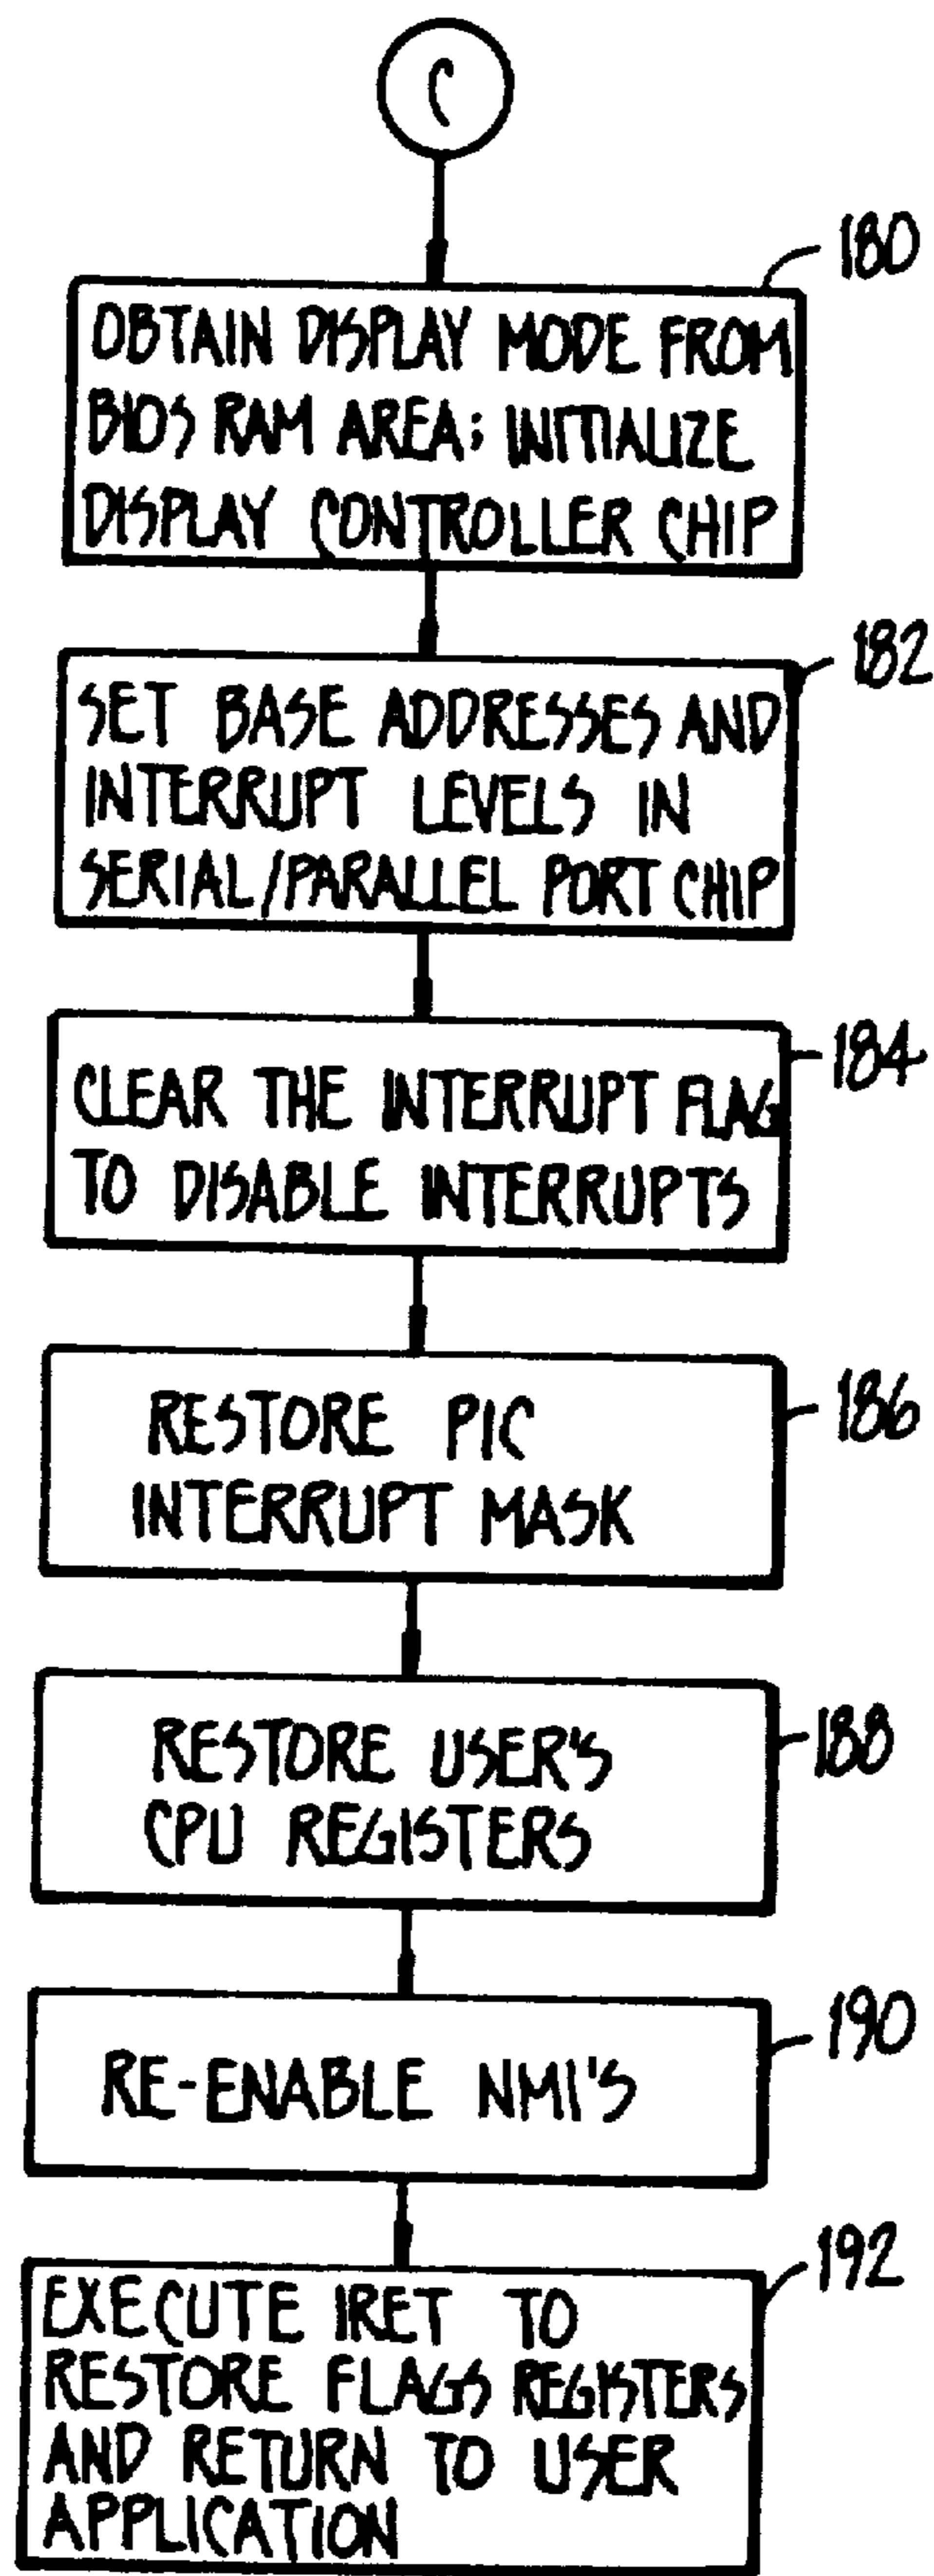 C
180
OBTAIN DISPLAY MODE FROM
BIOS RAM AREA; INITIALIZE
DISPLAY CONTROLLER CHIP
182
SET BASE ADDRESSES AND
INTERRUPT LEVELS IN
SERIAL/PARALLEL PORT CHIP
184
CLEAR THE INTERRUPT FLAG
TO DISABLE INTERRUPTS
186
RESTORE PIC
INTERRUPT MASK
188
RESTORE USER'S
CPU REGISTERS
190
RE-ENABLE NMI'S
192
EXECUTE IRET TO
RESTORE FLAGS REGISTERS
AND RETURN TO USER
APPLICATION